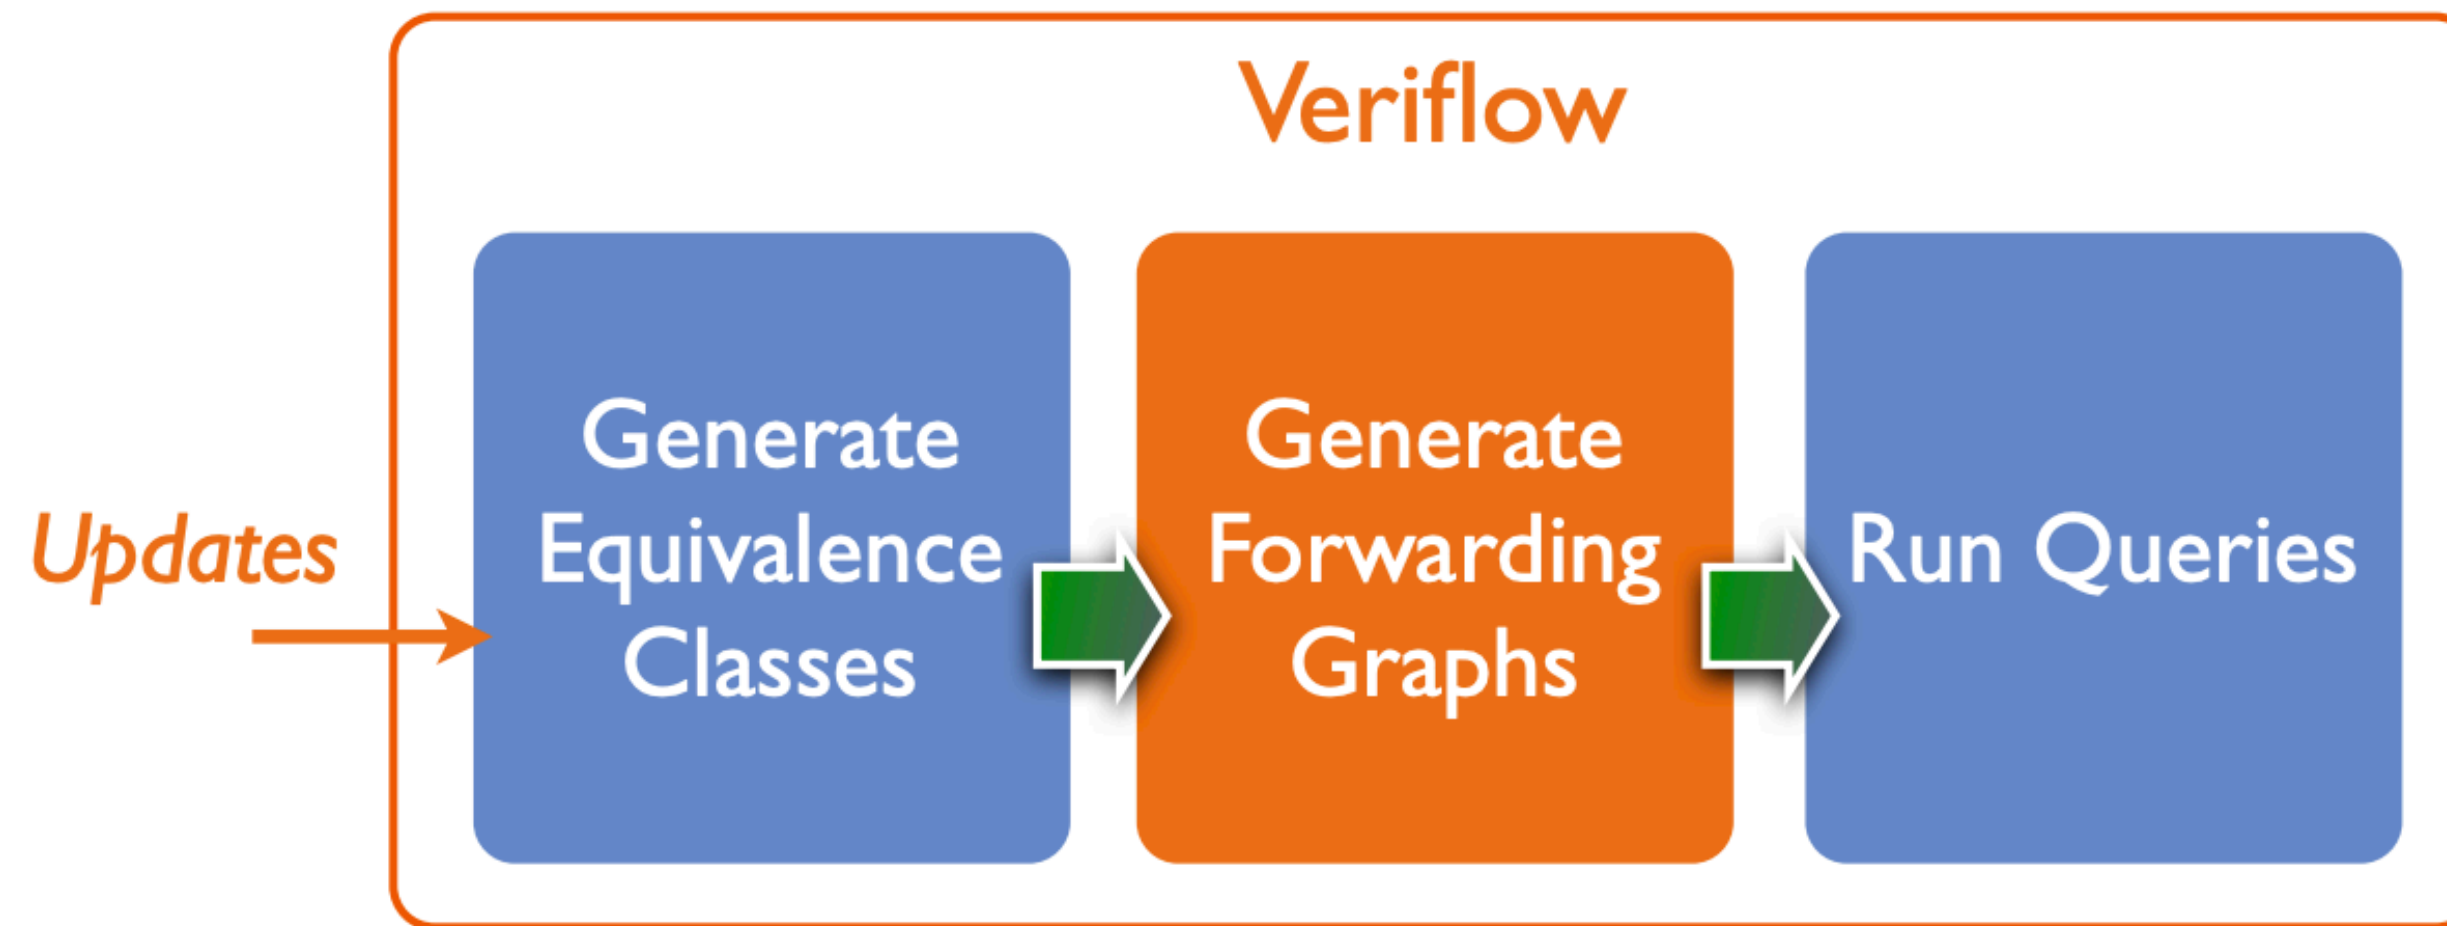 Veriflow
Updates
Generate
Equivalence
Classes
Generate
Forwarding
Graphs
Run Queries